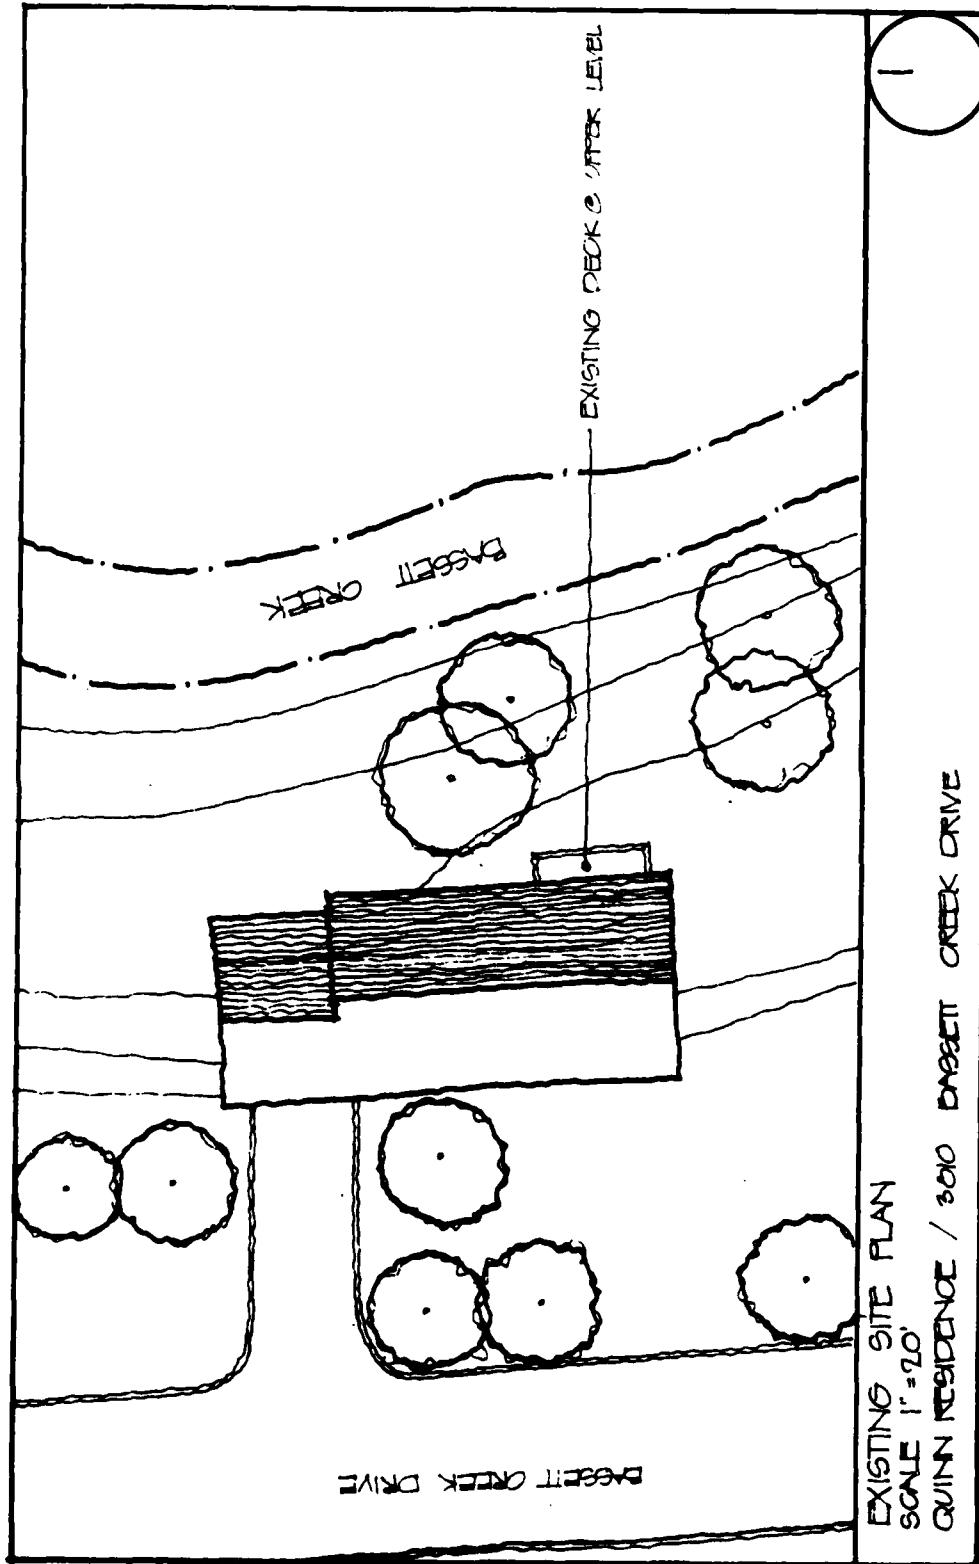 EXISTING DECK @ UPPER LEVEL
BASSETT
CREEK
BASSETT CREEK DRIVE
EXISTING SITE PLAN
SCALE 1"=20'
QUINN RESIDENCE / 3810 BASSETT CREEK DRIVE